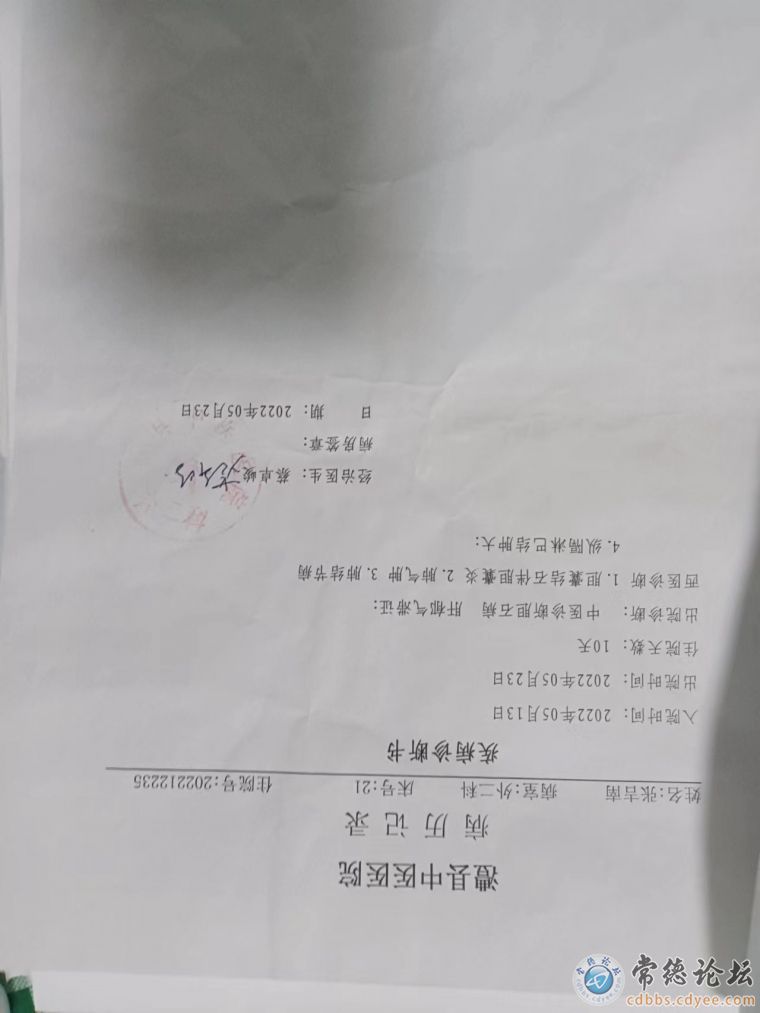 澧县中医医院
病 历 记 录
姓名:张吉南 病室:外二科 床号:21 住院号:202212235
疾病诊断书
入院时间: 2022年05月13日
出院时间: 2022年05月23日
住院天数: 10天
出院诊断: 中医诊断胆石病 肝郁气滞证:
西医诊断 1.胆囊结石伴胆囊炎 2.肺气肿 3.肺结节病
4.纵隔淋巴结肿大:
经治医生: 蔡卓峻
病房签章:
日 期: 2022年05月23日
常德论坛
cdbbs.cdyee.com